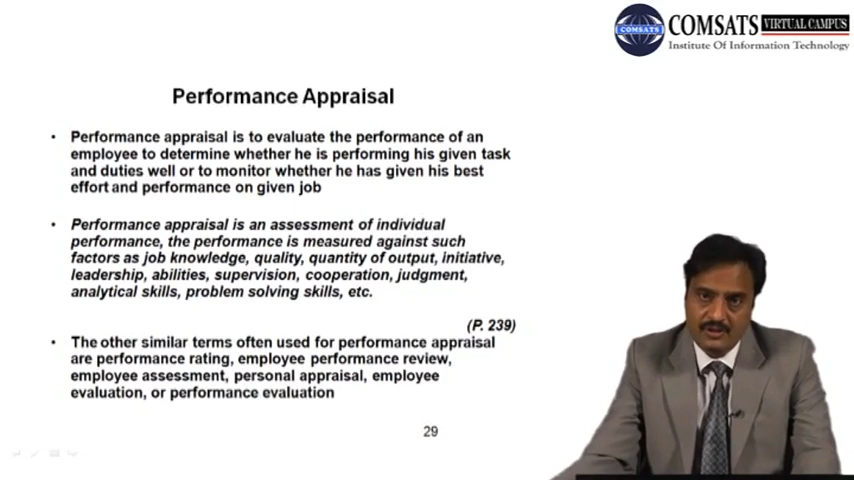 COMSATS
COMSATS VIRTUAL CAMPUS
Institute Of Information Technology
Performance Appraisal
• Performance appraisal is to evaluate the performance of an
employee to determine whether he is performing his given task
and duties well or to monitor whether he has given his best
effort and performance on given job
• Performance appraisal is an assessment of individual
performance, the performance is measured against such
factors as job knowledge, quality, quantity of output, initiative,
leadership, abilities, supervision, cooperation, judgment,
analytical skills, problem solving skills, etc.
(P. 239)
• The other similar terms often used for performance appraisal
are performance rating, employee performance review,
employee assessment, personal appraisal, employee
evaluation, or performance evaluation
29